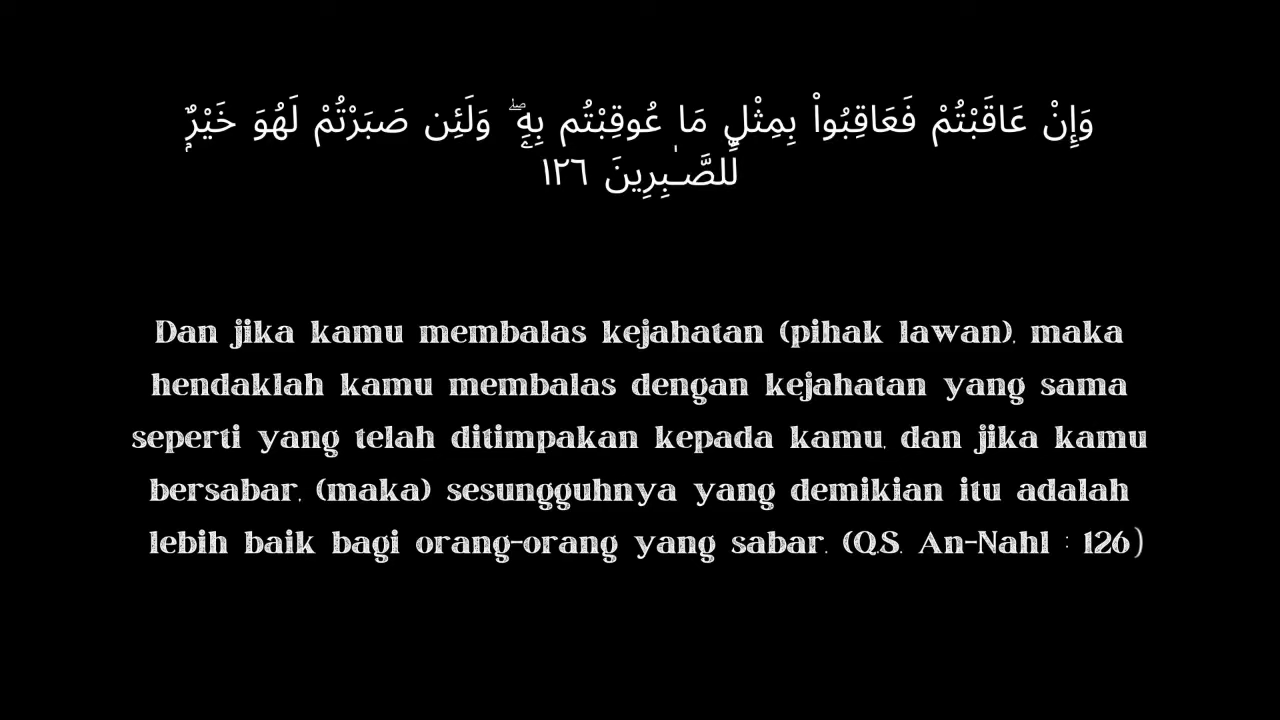 وَإِنْ عَاقَبْتُمْ فَعَاقِبُوا۟ بِمِثْلِ مَا عُوقِبْتُم بِهِۦۖ وَلَئِن صَبَرْتُمْ لَهُوَ خَيْرٌۭ
لِّلصَّـٰبِرِينَ ١٢٦
Dan jika kamu membalas kejahatan (pihak lawan), maka
hendaklah kamu membalas dengan kejahatan yang sama
seperti yang telah ditimpakan kepada kamu, dan jika kamu
bersabar, (maka) sesungguhnya yang demikian itu adalah
lebih baik bagi orang-orang yang sabar. (Q.S. An-Nahl : 126)